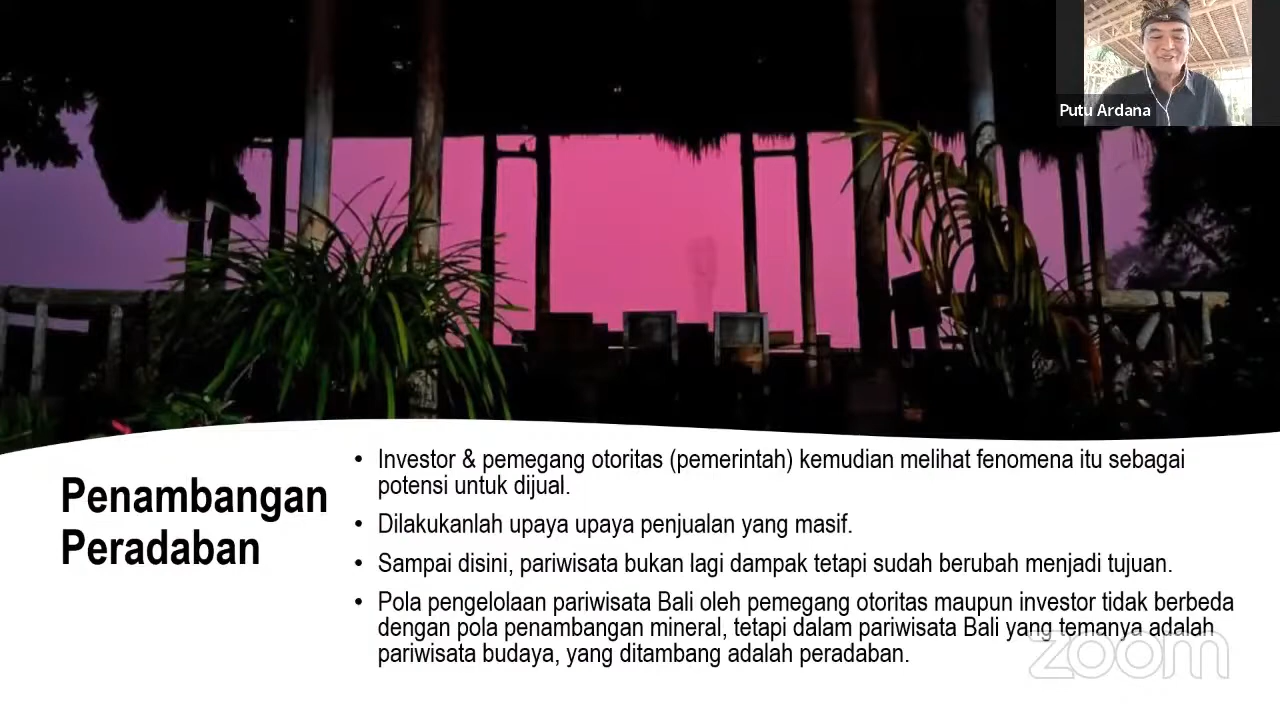 Putu Ardana
Penambangan
Peradaban
• Investor & pemegang otoritas (pemerintah) kemudian melihat fenomena itu sebagai
potensi untuk dijual.
• Dilakukanlah upaya upaya penjualan yang masif.
• Sampai disini, pariwisata bukan lagi dampak tetapi sudah berubah menjadi tujuan.
• Pola pengelolaan pariwisata Bali oleh pemegang otoritas maupun investor tidak berbeda
dengan pola penambangan mineral, tetapi dalam pariwisata Bali yang temanya adalah
pariwisata budaya, yang ditambang adalah peradaban.
zoom